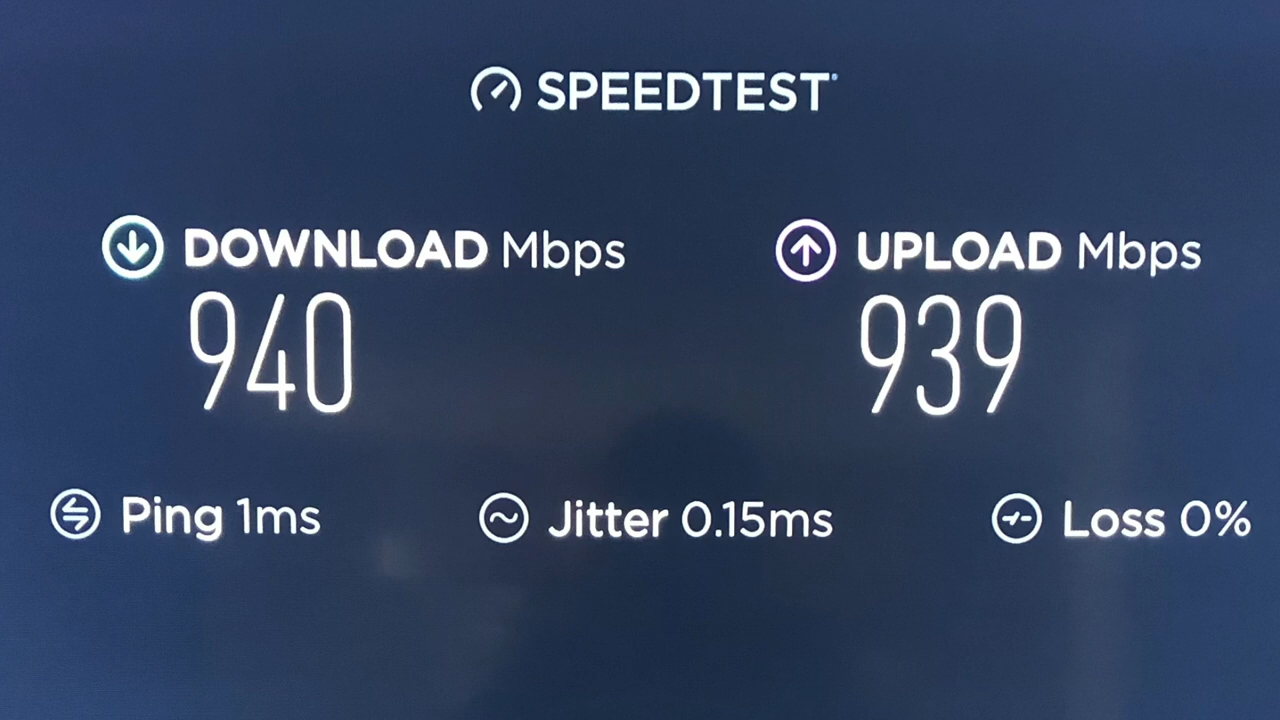 SPEEDTEST
DOWNLOAD Mbps
940
UPLOAD Mbps
939
Ping 1ms
Jitter 0.15ms
Loss 0%